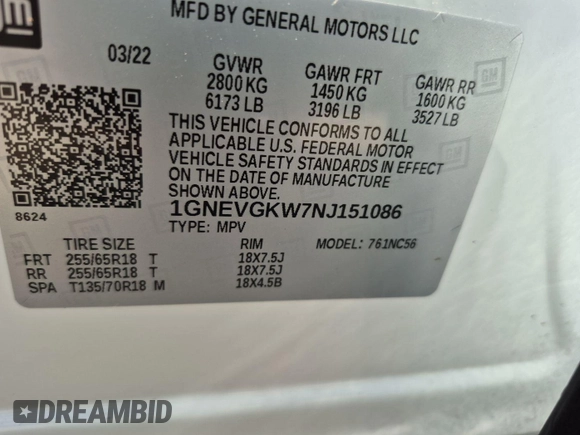 gm
MFD BY GENERAL MOTORS LLC
03/22 GVWR GAWR FRT GAWR RR
2800 KG 1450 KG 1600 KG
6173 LB 3196 LB 3527 LB
THIS VEHICLE CONFORMS TO ALL
APPLICABLE U.S. FEDERAL MOTOR
VEHICLE SAFETY STANDARDS IN EFFECT
ON THE DATE OF MANUFACTURE
SHOWN ABOVE.
8624 1GNEVGKW7NJ151086
TYPE: MPV MODEL: 761NC56
TIRE SIZE RIM
FRT 255/65R18 T 18X7.5J
RR 255/65R18 T 18X7.5J
SPA T135/70R18 M 18X4.5B
GM
DREAMBID